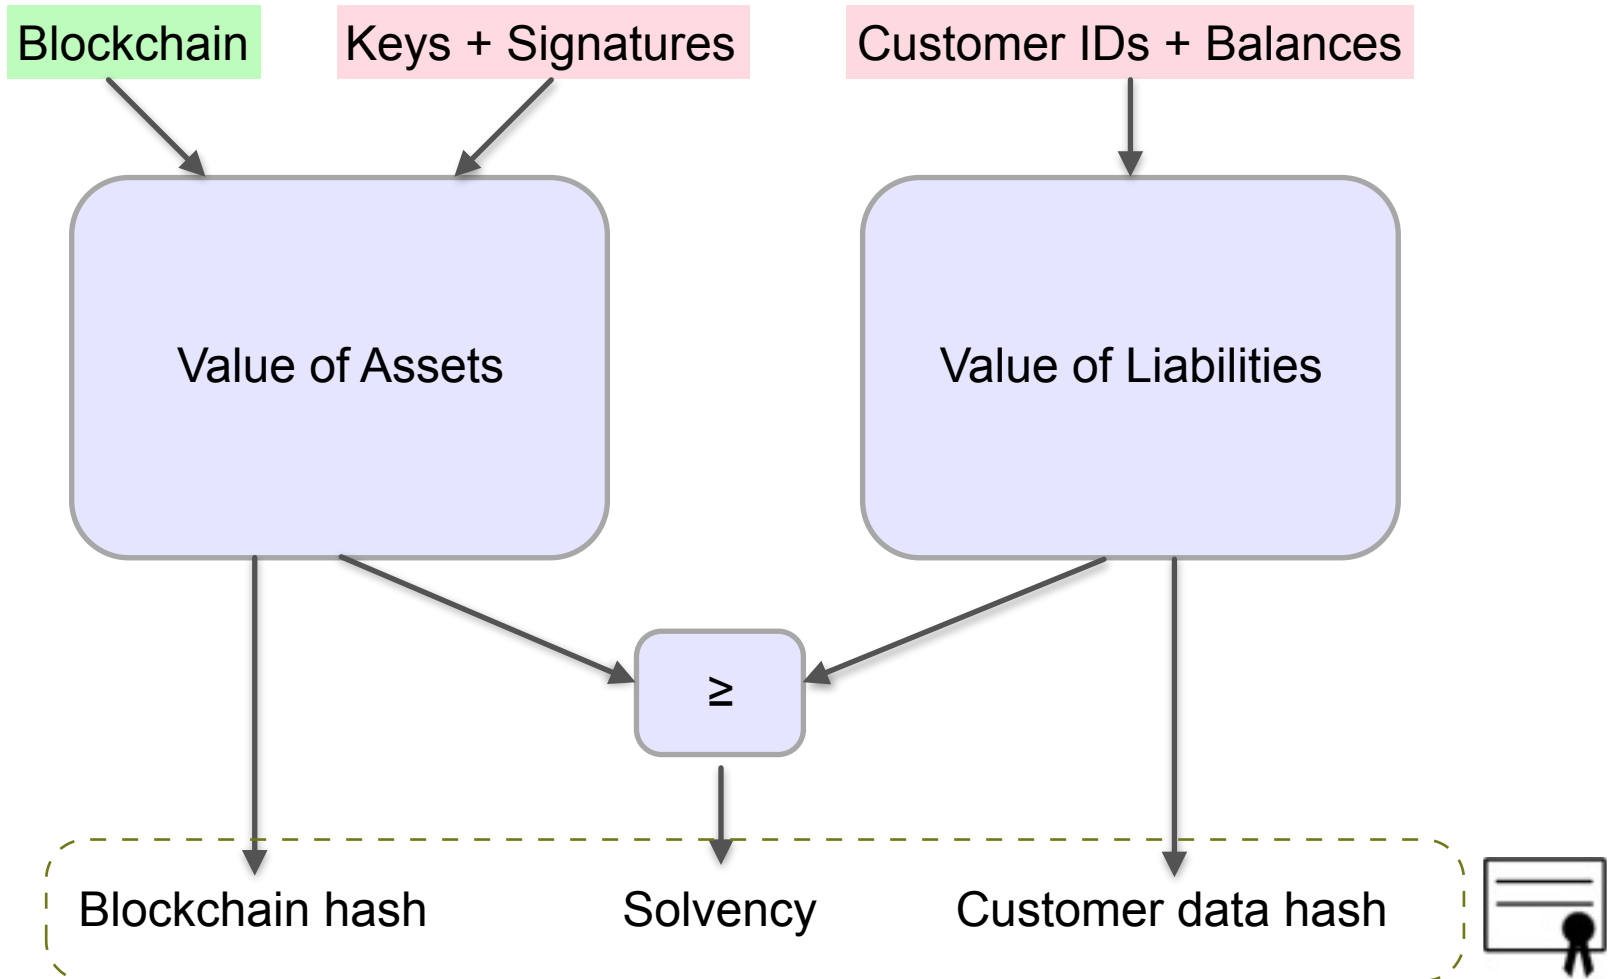 Blockchain
Keys + Signatures
Customer IDs + Balances
Value of Assets
Value of Liabilities
≥
Blockchain hash
Solvency
Customer data hash